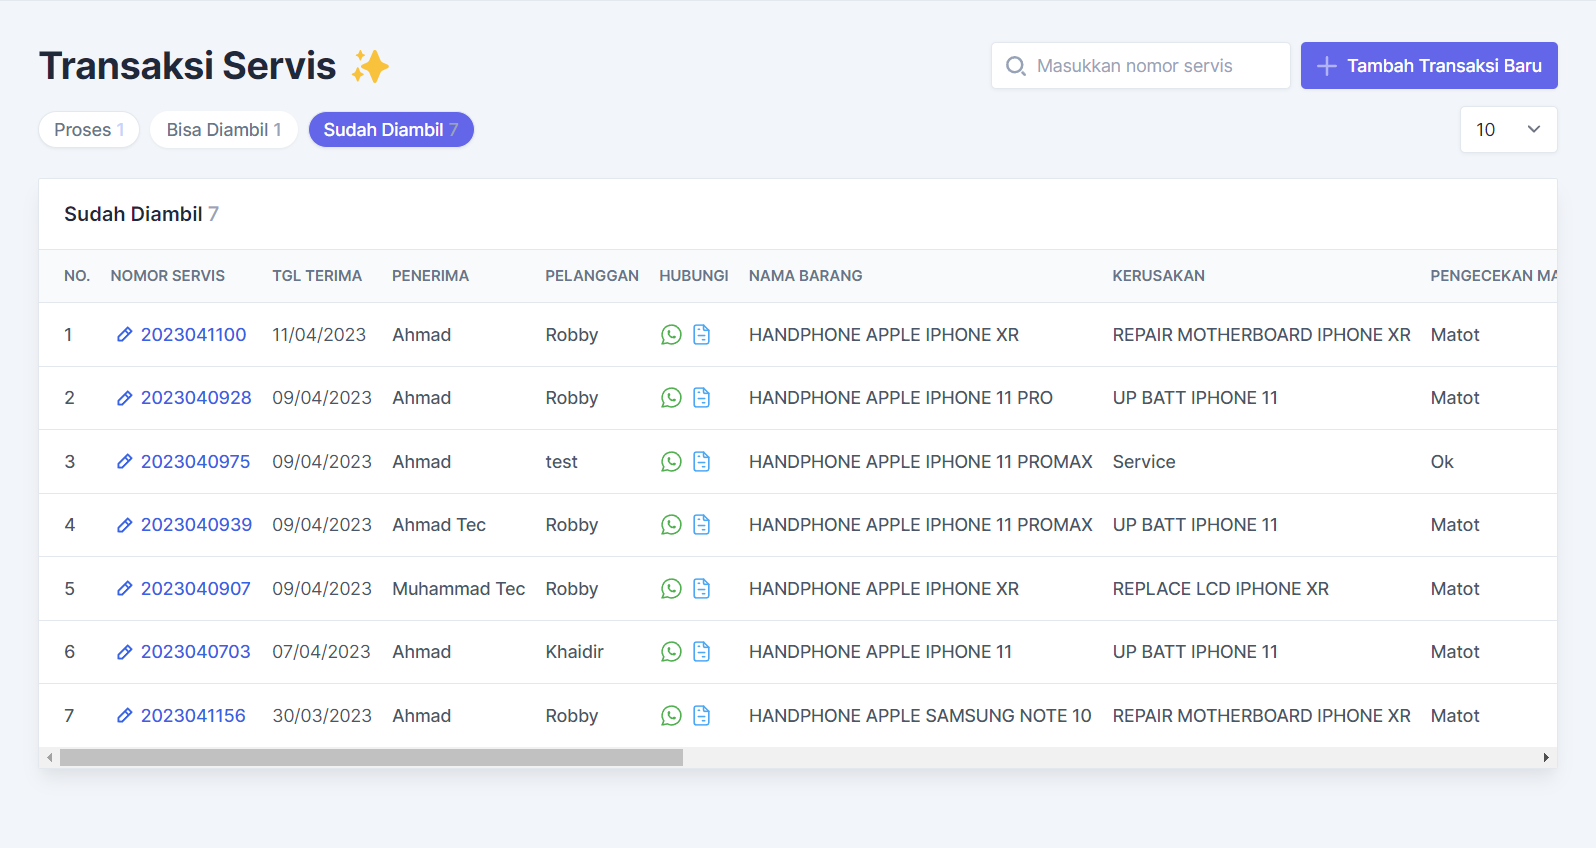 Transaksi Servis ✨
Masukkan nomor servis
Tambah Transaksi Baru
Proses 1 Bisa Diambil 1 Sudah Diambil 7
10
Sudah Diambil 7
NO. NOMOR SERVIS TGL TERIMA PENERIMA PELANGGAN HUBUNGI NAMA BARANG KERUSAKAN PENGECEKAN MA
1 2023041100 11/04/2023 Ahmad Robby HANDPHONE APPLE IPHONE XR REPAIR MOTHERBOARD IPHONE XR Matot
2 2023040928 09/04/2023 Ahmad Robby HANDPHONE APPLE IPHONE 11 PRO UP BATT IPHONE 11 Matot
3 2023040975 09/04/2023 Ahmad test HANDPHONE APPLE IPHONE 11 PROMAX Service Ok
4 2023040939 09/04/2023 Ahmad Tec Robby HANDPHONE APPLE IPHONE 11 PROMAX UP BATT IPHONE 11 Matot
5 2023040907 09/04/2023 Muhammad Tec Robby HANDPHONE APPLE IPHONE XR REPLACE LCD IPHONE XR Matot
6 2023040703 07/04/2023 Ahmad Khaidir HANDPHONE APPLE IPHONE 11 UP BATT IPHONE 11 Matot
7 2023041156 30/03/2023 Ahmad Robby HANDPHONE APPLE SAMSUNG NOTE 10 REPAIR MOTHERBOARD IPHONE XR Matot